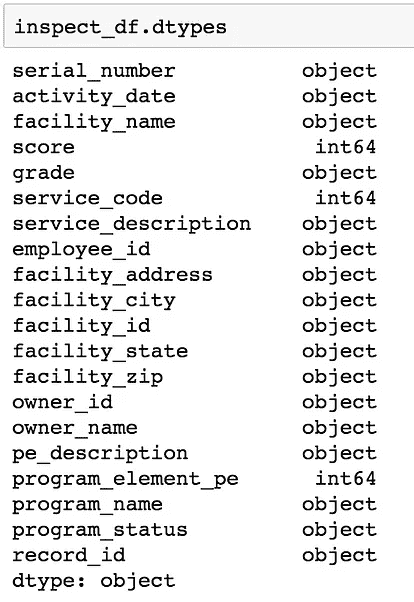 inspect_df.dtypes
serial_number object
activity_date object
facility_name object
score int64
grade object
service_code int64
service_description object
employee_id object
facility_address object
facility_city object
facility_id object
facility_state object
facility_zip object
owner_id object
owner_name object
pe_description object
program_element_pe int64
program_name object
program_status object
record_id object
dtype: object